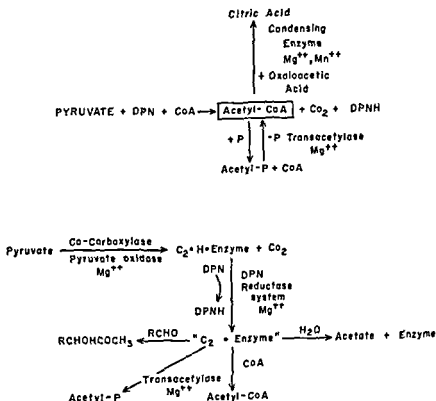 Citric Acid
Condensing
Enzyme
Mg++, Mn++
+ Oxaloacetic
Acid
PYRUVATE + DPN + CoA → Acetyl-CoA + Co2 + DPNH
+P
-P Transacetylase
Mg++
Acetyl-P + CoA
Pyruvate
Co-Carboxylase
Pyruvate oxidase
Mg++
C2•H•Enzyme + Co2
DPN
DPNH
DPN
Reductase
system
Mg++
RCHOHCOCH3
RCHO
"C2 • Enzyme"
H2O
Acetate + Enzyme
Transacetylase
Mg++
CoA
Acetyl-P
Acetyl-CoA